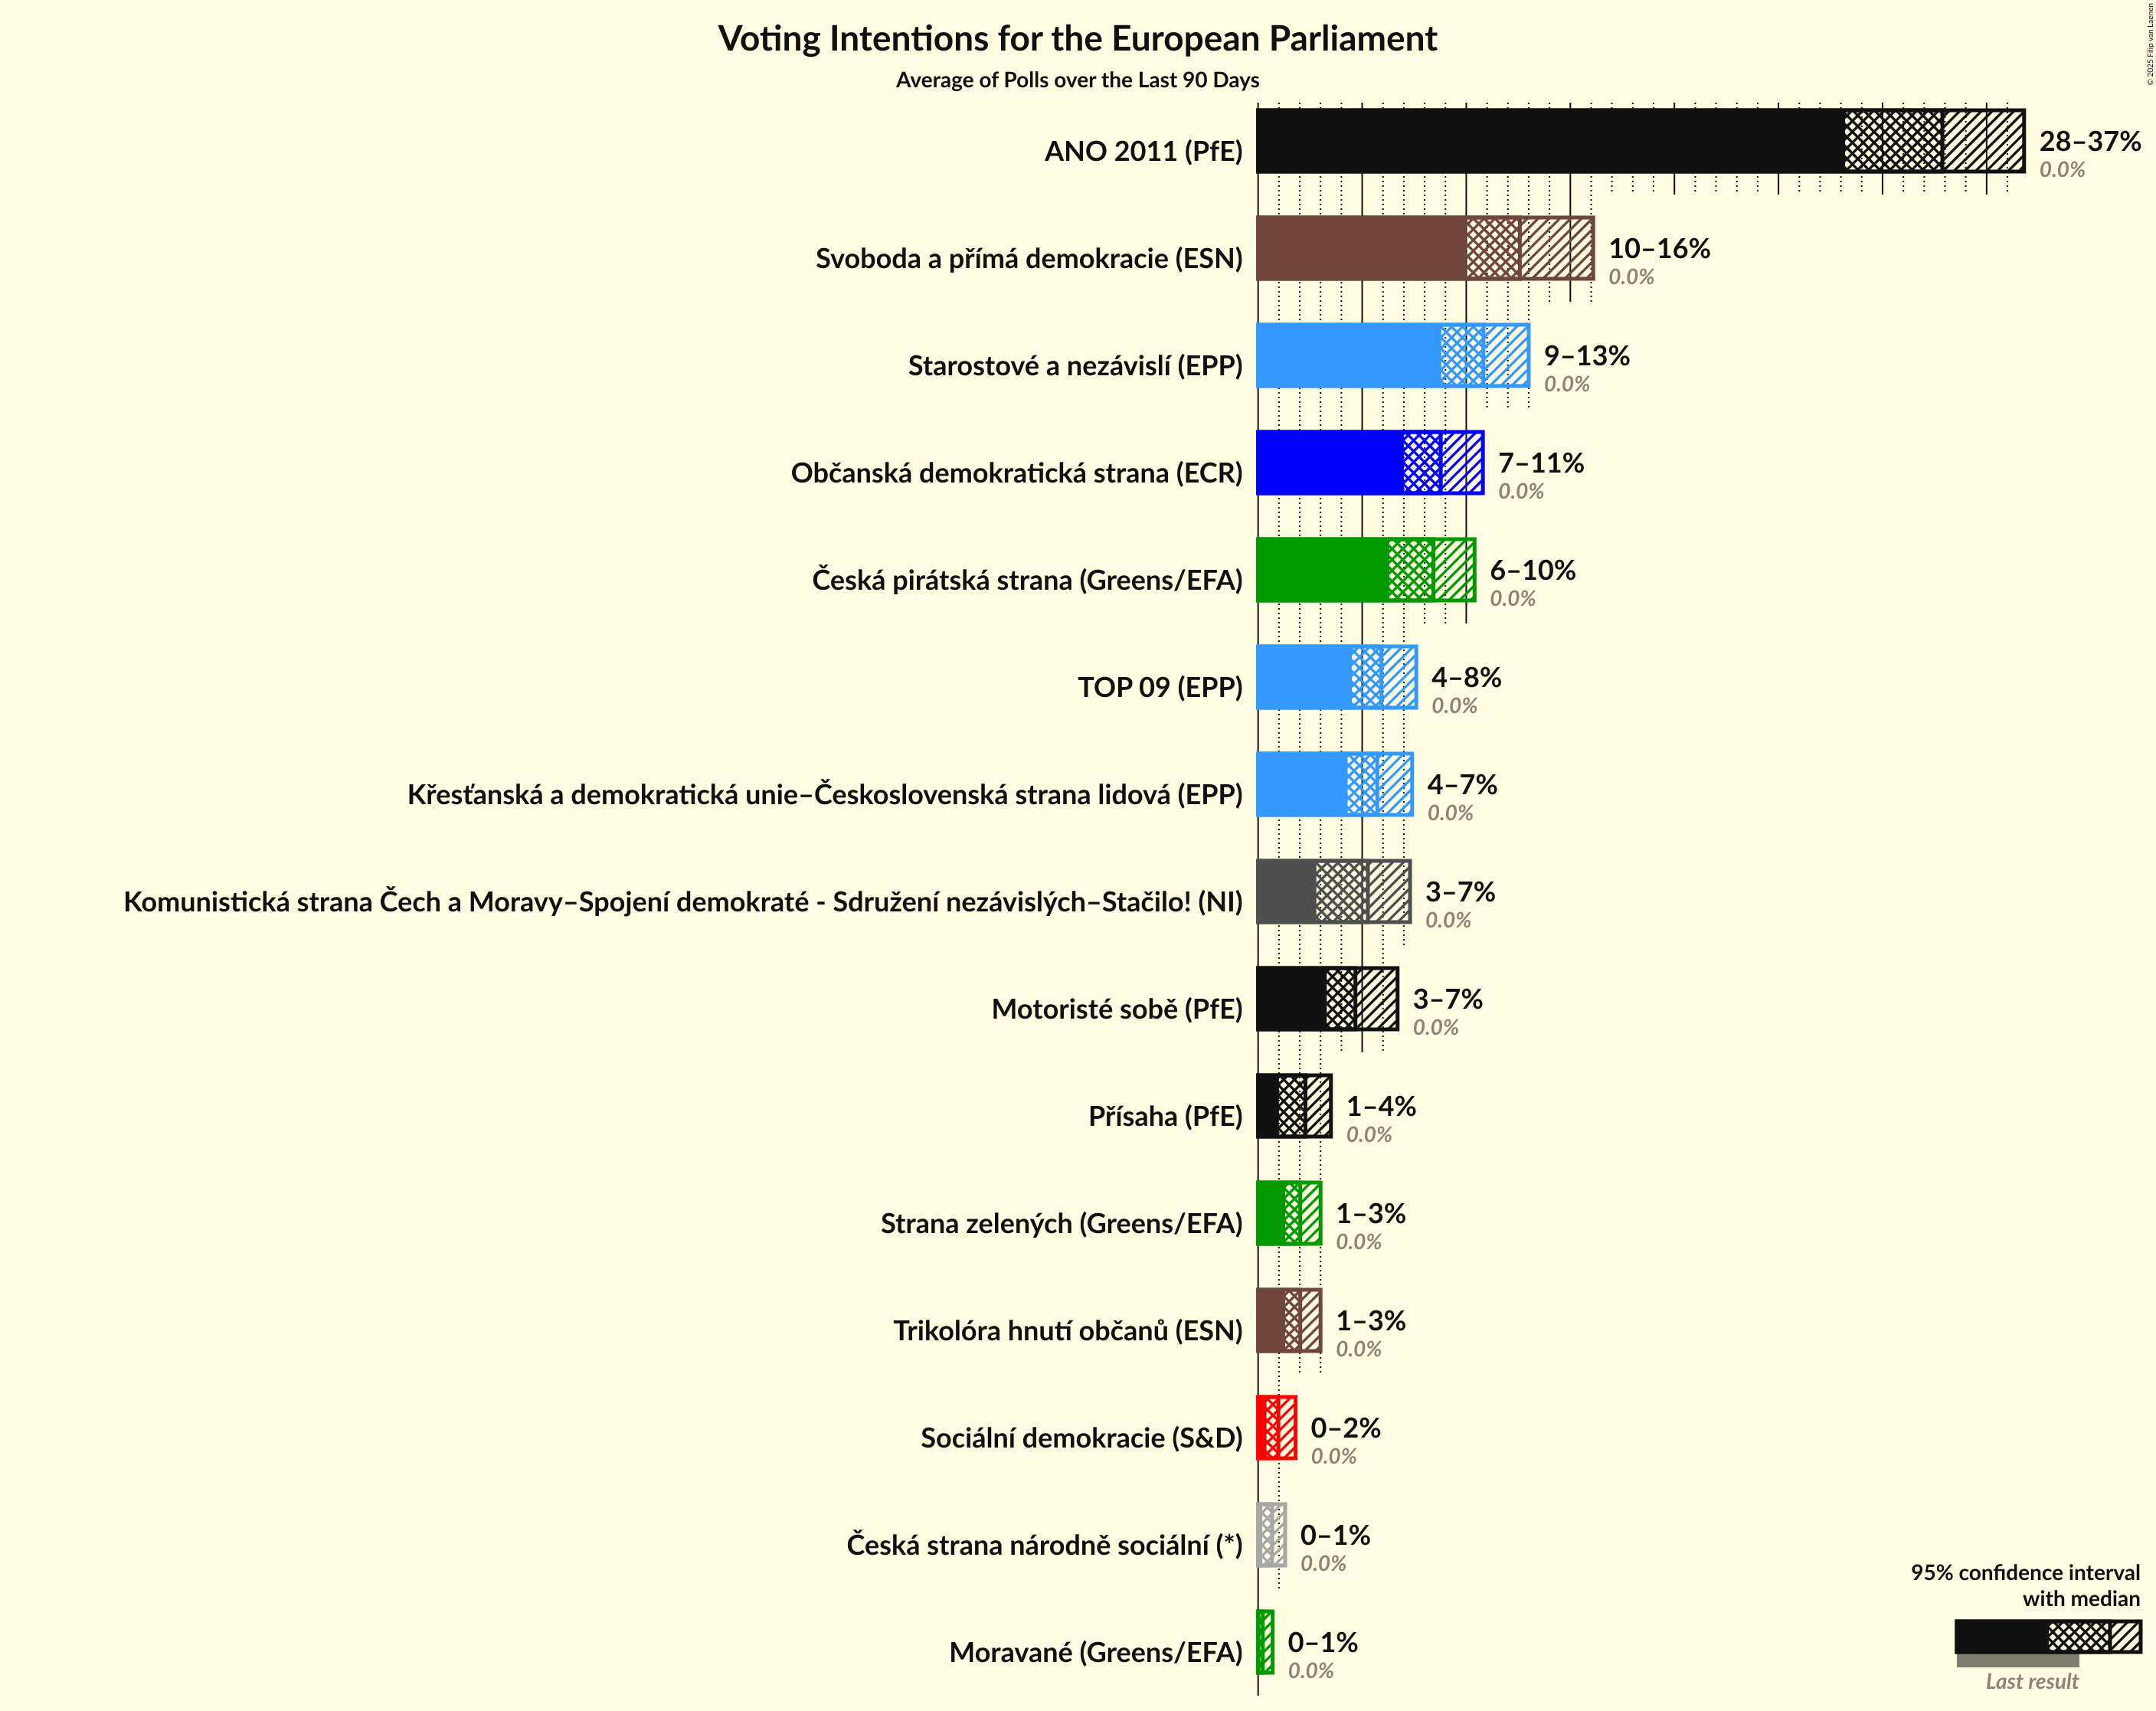 Voting Intentions for the European Parliament
Average of Polls over the Last 90 Days
© 2025 Filip van Laenen
ANO 2011 (PfE)
28–37%
0.0%
Svoboda a přímá demokracie (ESN)
10–16%
0.0%
Starostové a nezávislí (EPP)
9–13%
0.0%
Občanská demokratická strana (ECR)
7–11%
0.0%
Česká pirátská strana (Greens/EFA)
6–10%
0.0%
TOP 09 (EPP)
4–8%
0.0%
Křesťanská a demokratická unie–Československá strana lidová (EPP)
4–7%
0.0%
Komunistická strana Čech a Moravy–Spojení demokraté - Sdružení nezávislých–Stačilo! (NI)
3–7%
0.0%
Motoristé sobě (PfE)
3–7%
0.0%
Přísaha (PfE)
1–4%
0.0%
Strana zelených (Greens/EFA)
1–3%
0.0%
Trikolóra hnutí občanů (ESN)
1–3%
0.0%
Sociální demokracie (S&D)
0–2%
0.0%
Česká strana národně sociální (*)
0–1%
0.0%
Moravané (Greens/EFA)
0–1%
0.0%
95% confidence interval
with median
Last result